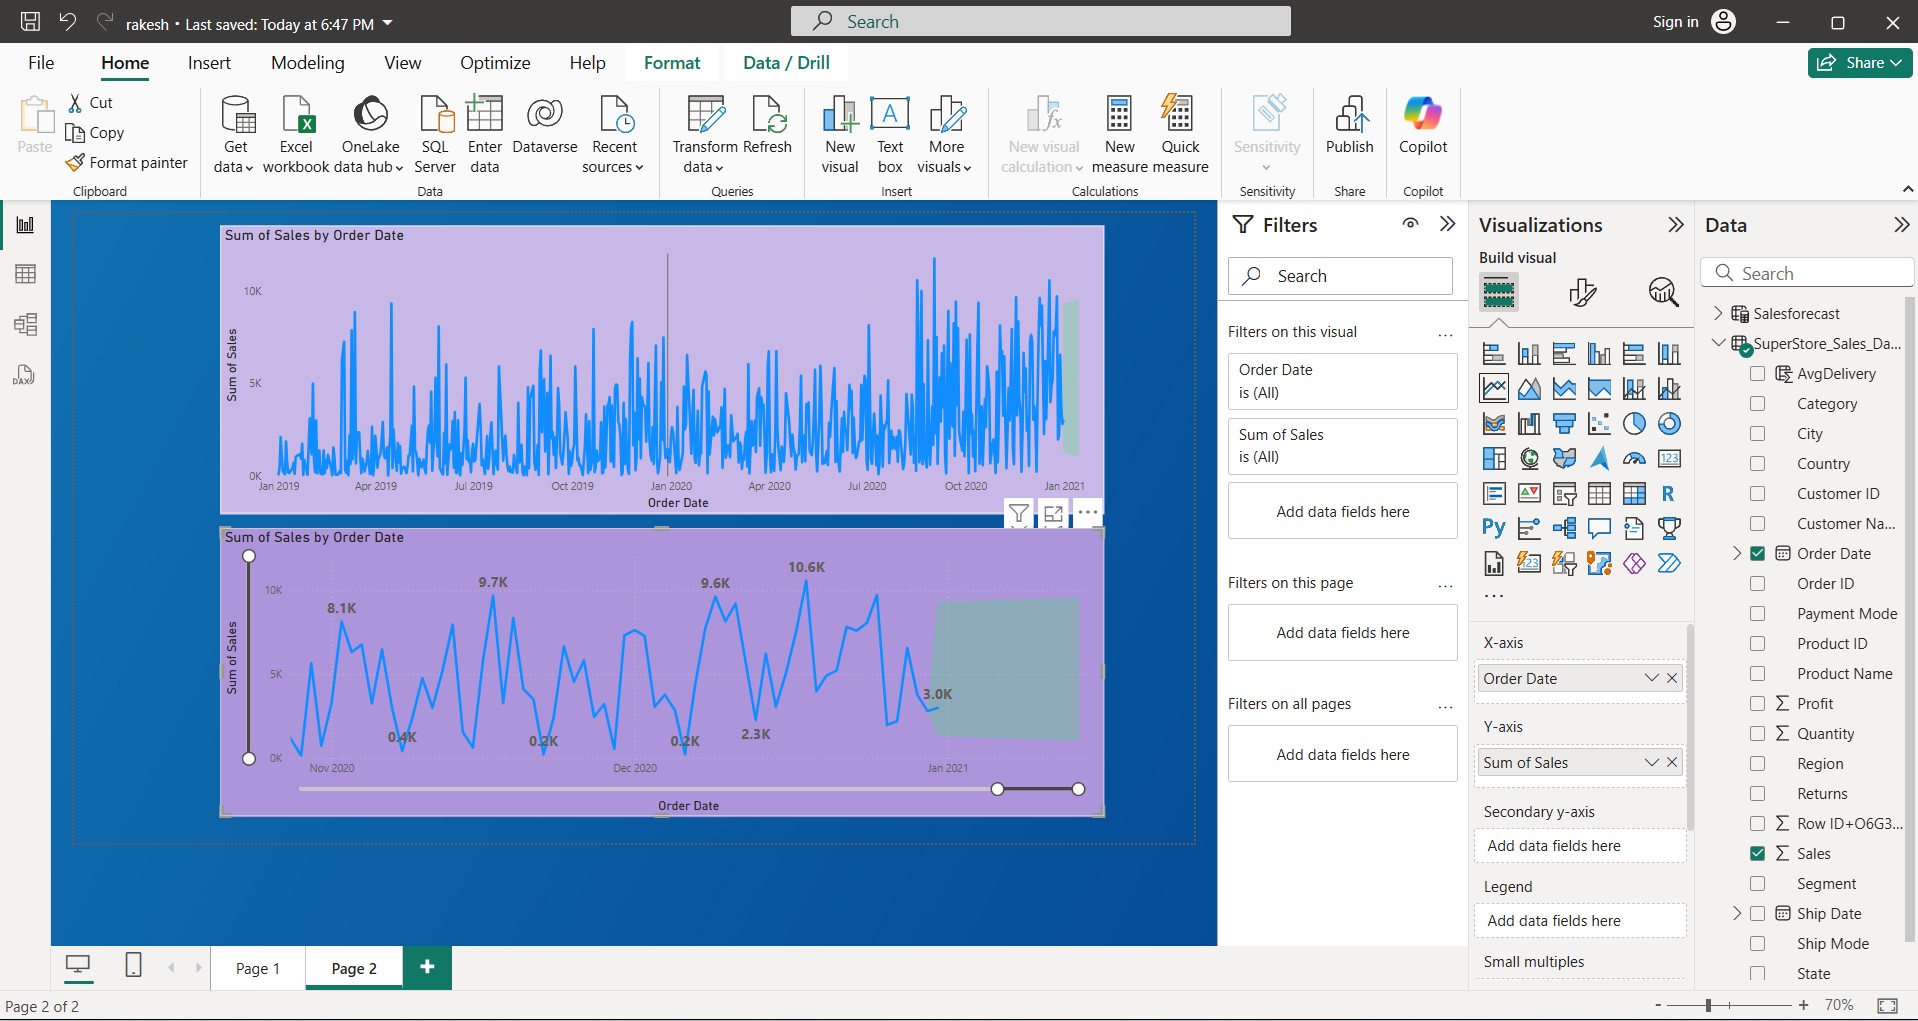 rakesh • Last saved: Today at 6:47 PM
Search
Sign in
File Home Insert Modeling View Optimize Help Format Data / Drill
Share
Paste
Cut
Copy
Format painter
Clipboard
Get data
Excel workbook
OneLake data hub
SQL Server
Enter data
Dataverse
Recent sources
Data
Transform data
Refresh
Queries
New visual
Text box
More visuals
Insert
New visual calculation
New measure
Quick measure
Calculations
Sensitivity
Sensitivity
Publish
Share
Copilot
Copilot
DAX
Sum of Sales by Order Date
Sum of Sales
10K
5K
0K
Jan 2019 Apr 2019 Jul 2019 Oct 2019 Jan 2020 Apr 2020 Jul 2020 Oct 2020 Jan 2021
Order Date
Sum of Sales by Order Date
Sum of Sales
10K
5K
0K
8.1K
0.4K
9.7K
0.2K
0.2K
9.6K
2.3K
10.6K
3.0K
Nov 2020 Dec 2020 Jan 2021
Order Date
Filters
Search
Filters on this visual ...
Order Date
is (All)
Sum of Sales
is (All)
Add data fields here
Filters on this page ...
Add data fields here
Filters on all pages ...
Add data fields here
Visualizations
Build visual
123
R
Py
123
...
X-axis
Order Date
Y-axis
Sum of Sales
Secondary y-axis
Add data fields here
Legend
Add data fields here
Small multiples
Data
Search
Salesforecast
SuperStore_Sales_Da...
AvgDelivery
Category
City
Country
Customer ID
Customer Na...
Order Date
Order ID
Payment Mode
Product ID
Product Name
Profit
Quantity
Region
Returns
Row ID+O6G3...
Sales
Segment
Ship Date
Ship Mode
State
Page 1
Page 2
+
Page 2 of 2
- + 70%